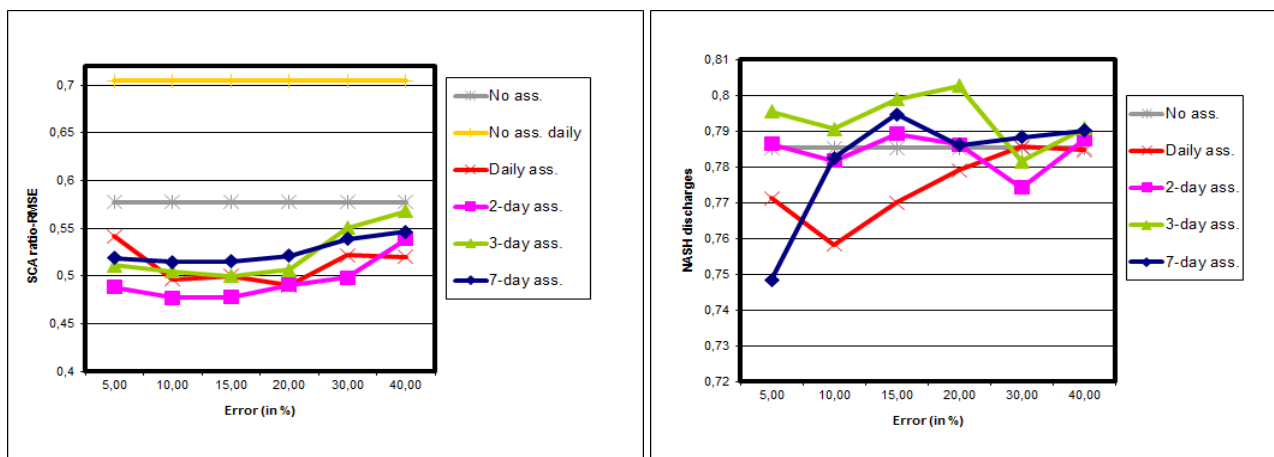 0,7
0,65
0,6
0,55
0,5
0,45
0,4
SCA ratio-RMSE
5,00 10,00 15,00 20,00 30,00 40,00
Error (in %)
No ass.
No ass. daily
Daily ass.
2-day ass.
3-day ass.
7-day ass.
0,81
0,8
0,79
0,78
0,77
0,76
0,75
0,74
0,73
0,72
NASH discharges
5,00 10,00 15,00 20,00 30,00 40,00
Error (in %)
No ass.
Daily ass.
2-day ass.
3-day ass.
7-day ass.